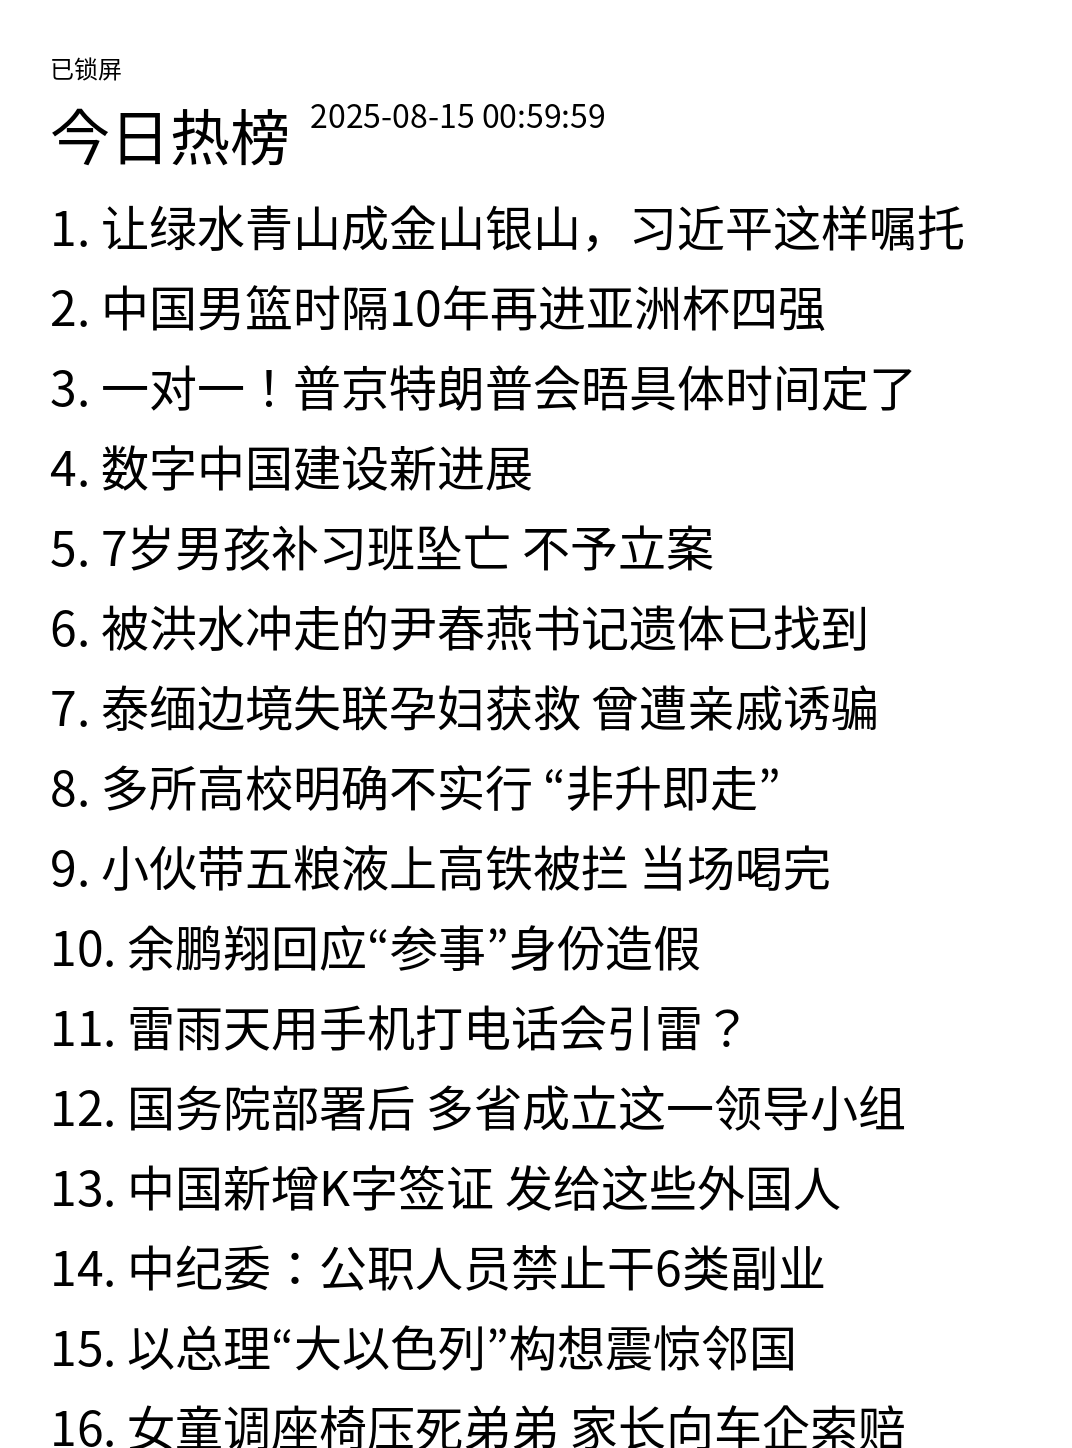 已锁屏
今日热榜 2025-08-15 00:59:59
1. 让绿水青山成金山银山，习近平这样嘱托
2. 中国男篮时隔10年再进亚洲杯四强
3. 一对一！普京特朗普会晤具体时间定了
4. 数字中国建设新进展
5. 7岁男孩补习班坠亡 不予立案
6. 被洪水冲走的尹春燕书记遗体已找到
7. 泰缅边境失联孕妇获救 曾遭亲戚诱骗
8. 多所高校明确不实行 “非升即走”
9. 小伙带五粮液上高铁被拦 当场喝完
10. 余鹏翔回应“参事”身份造假
11. 雷雨天用手机打电话会引雷？
12. 国务院部署后 多省成立这一领导小组
13. 中国新增K字签证 发给这些外国人
14. 中纪委：公职人员禁止干6类副业
15. 以总理“大以色列”构想震惊邻国
16. 女童调座椅压死弟弟 家长向车企索赔